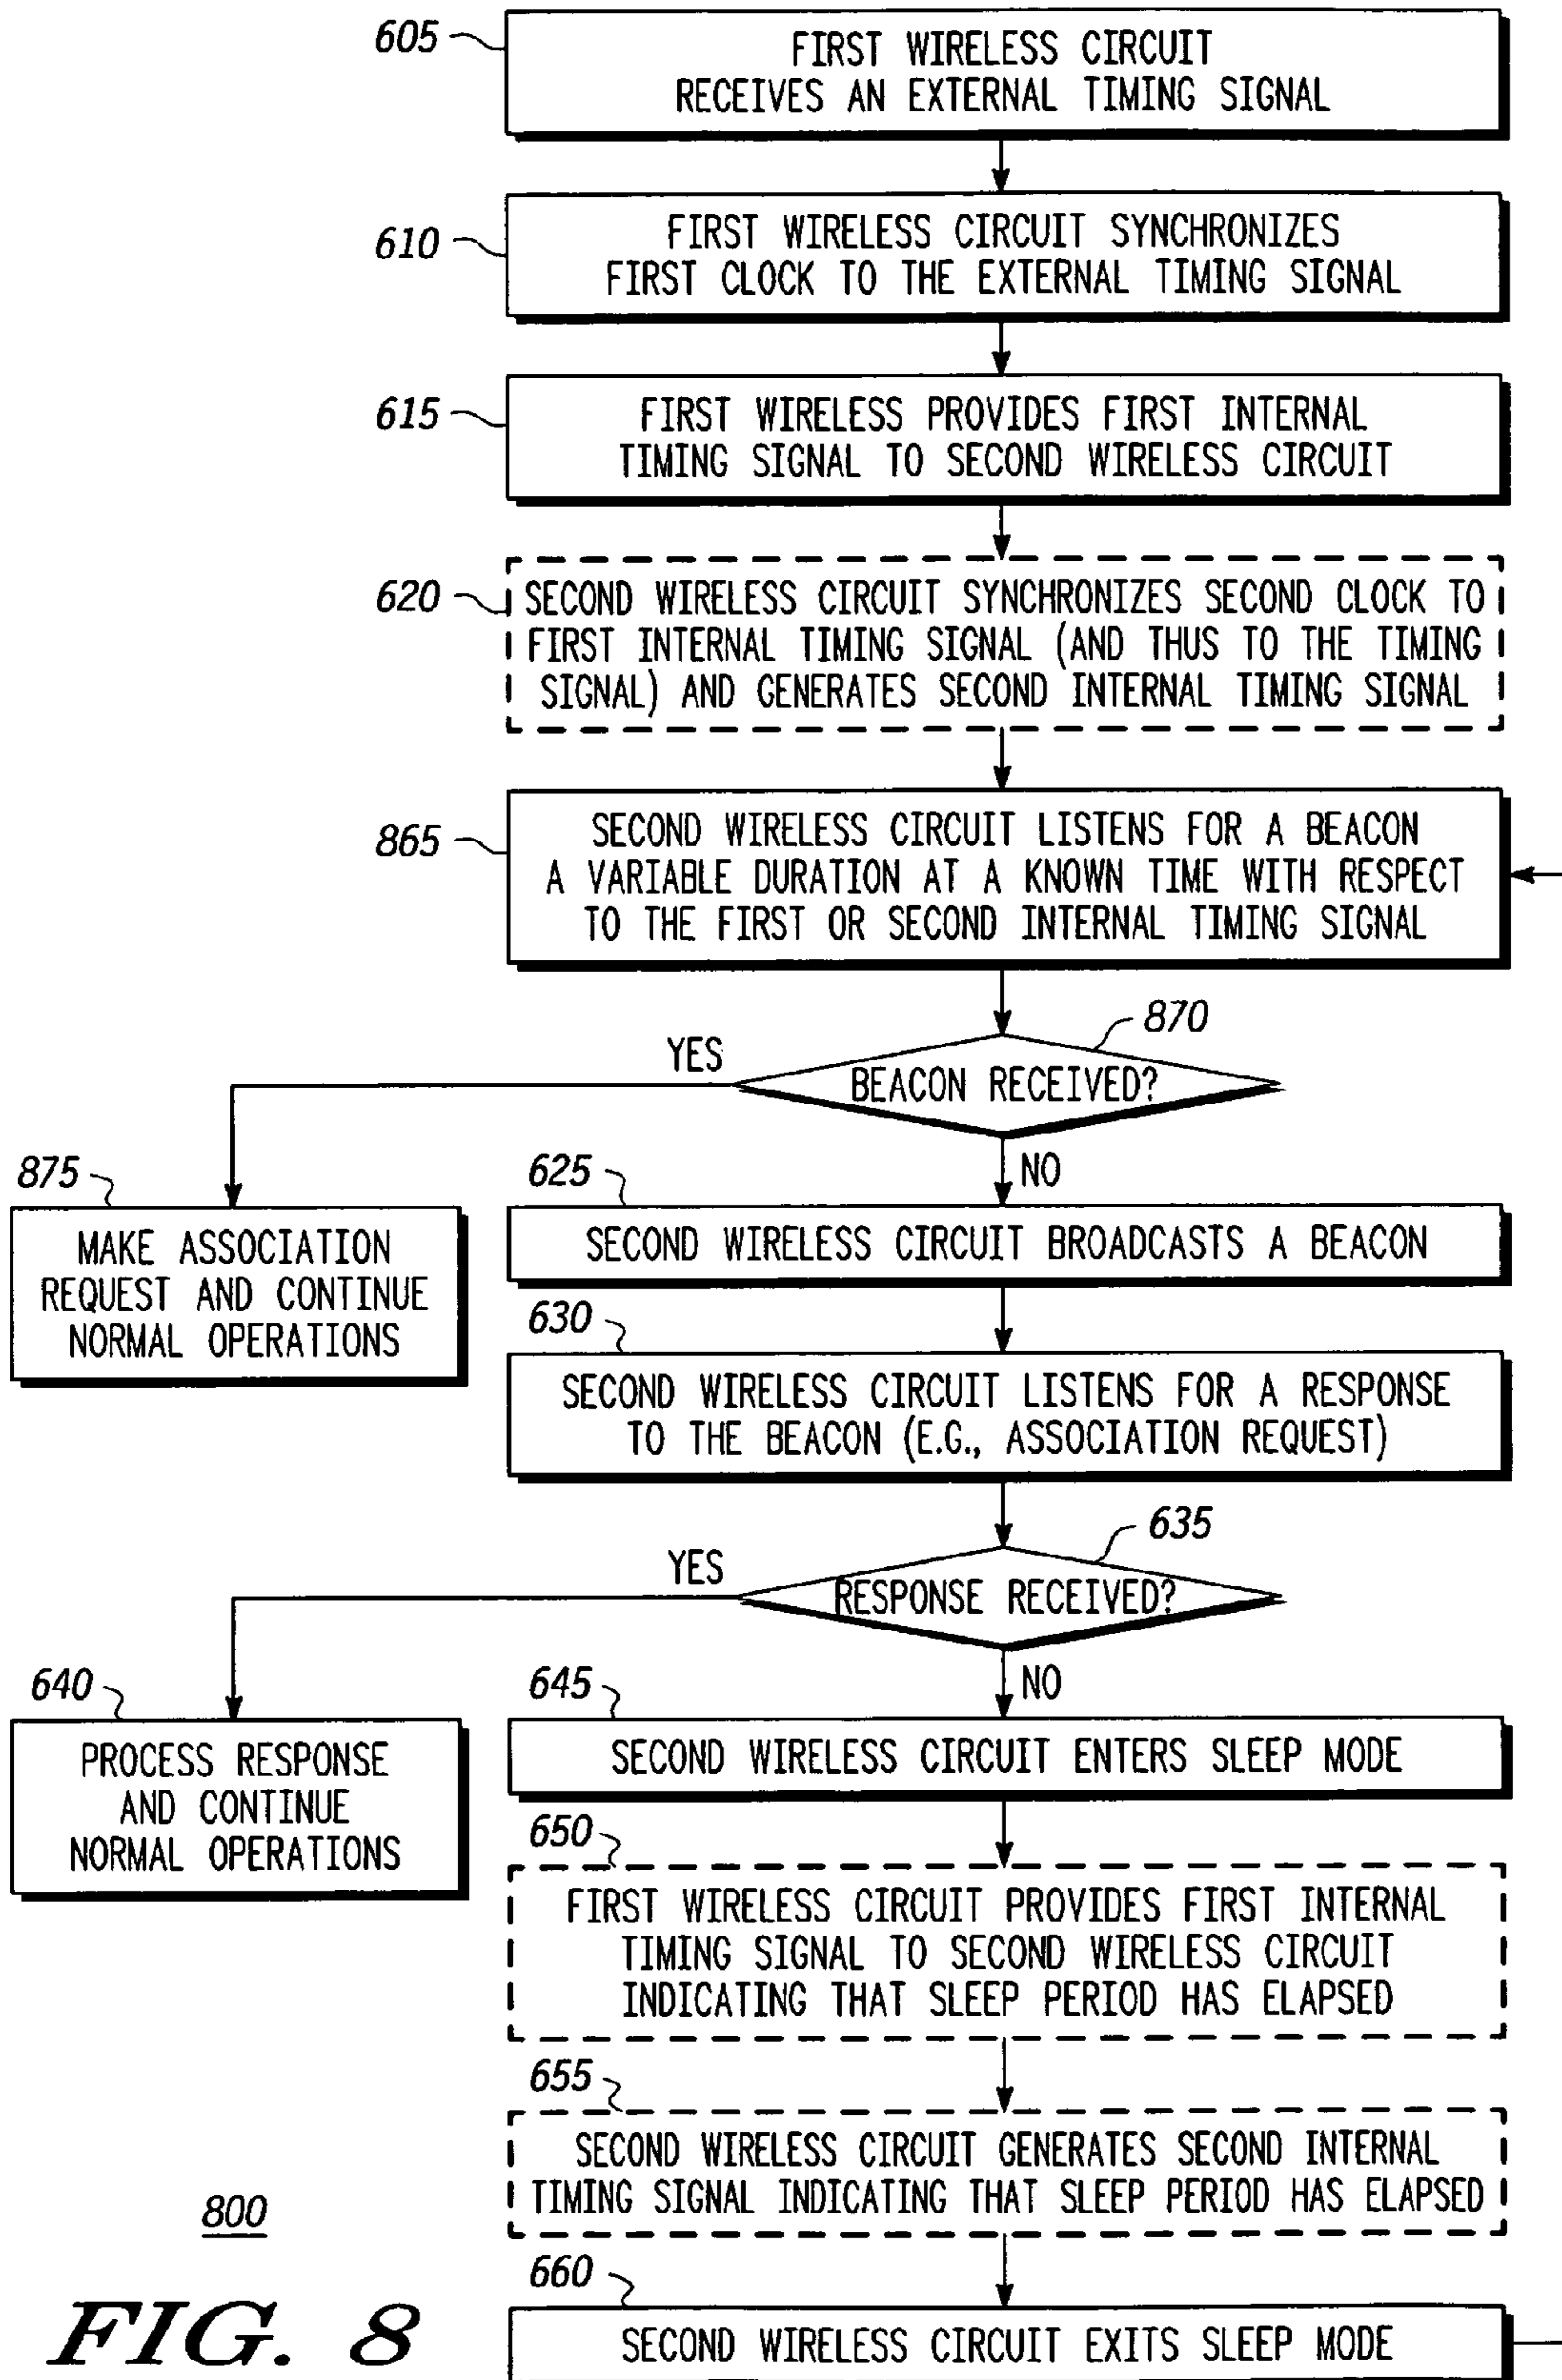 605
FIRST WIRELESS CIRCUIT
RECEIVES AN EXTERNAL TIMING SIGNAL
610
FIRST WIRELESS CIRCUIT SYNCHRONIZES
FIRST CLOCK TO THE EXTERNAL TIMING SIGNAL
615
FIRST WIRELESS PROVIDES FIRST INTERNAL
TIMING SIGNAL TO SECOND WIRELESS CIRCUIT
620
SECOND WIRELESS CIRCUIT SYNCHRONIZES SECOND CLOCK TO
FIRST INTERNAL TIMING SIGNAL (AND THUS TO THE TIMING
SIGNAL) AND GENERATES SECOND INTERNAL TIMING SIGNAL
865
SECOND WIRELESS CIRCUIT LISTENS FOR A BEACON
A VARIABLE DURATION AT A KNOWN TIME WITH RESPECT
TO THE FIRST OR SECOND INTERNAL TIMING SIGNAL
870
YES
BEACON RECEIVED?
NO
875
MAKE ASSOCIATION
REQUEST AND CONTINUE
NORMAL OPERATIONS
625
SECOND WIRELESS CIRCUIT BROADCASTS A BEACON
630
SECOND WIRELESS CIRCUIT LISTENS FOR A RESPONSE
TO THE BEACON (E.G., ASSOCIATION REQUEST)
635
YES
RESPONSE RECEIVED?
NO
640
PROCESS RESPONSE
AND CONTINUE
NORMAL OPERATIONS
645
SECOND WIRELESS CIRCUIT ENTERS SLEEP MODE
650
FIRST WIRELESS CIRCUIT PROVIDES FIRST INTERNAL
TIMING SIGNAL TO SECOND WIRELESS CIRCUIT
INDICATING THAT SLEEP PERIOD HAS ELAPSED
655
SECOND WIRELESS CIRCUIT GENERATES SECOND INTERNAL
TIMING SIGNAL INDICATING THAT SLEEP PERIOD HAS ELAPSED
660
SECOND WIRELESS CIRCUIT EXITS SLEEP MODE
800
FIG. 8